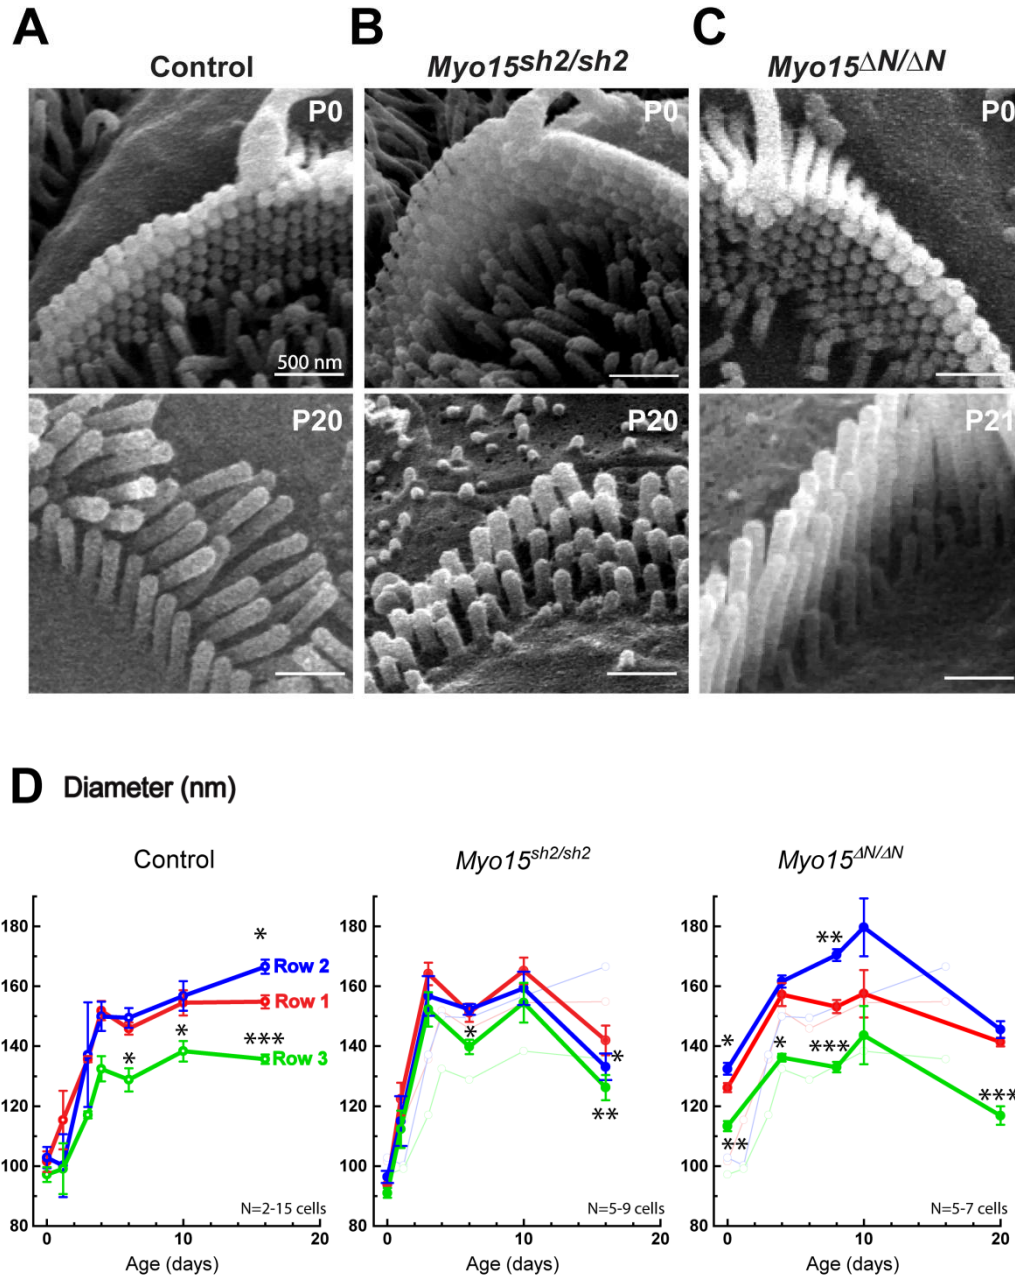 A B C
Control Myo15sh2/sh2 Myo15ΔN/ΔN
P0 P0 P0
500 nm
P20 P20 P21
D Diameter (nm)
Control
180
160
140
120
100
80
0 10 20
Age (days)
*
Row 2
Row 1
*
***
*
Row 3
N=2-15 cells
Myo15sh2/sh2
180
160
140
120
100
80
0 10 20
Age (days)
*
*
**
N=5-9 cells
Myo15ΔN/ΔN
180
160
140
120
100
80
0 10 20
Age (days)
**
*
*
***
***
**
N=5-7 cells